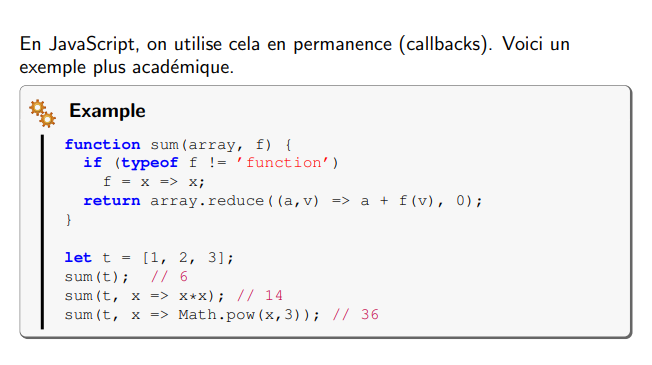 En JavaScript, on utilise cela en permanence (callbacks). Voici un
exemple plus académique.
Example
function sum(array, f) {
  if (typeof f != 'function')
    f = x => x;
  return array.reduce((a,v) => a + f(v), 0);
}
let t = [1, 2, 3];
sum(t);  // 6
sum(t, x => x*x); // 14
sum(t, x => Math.pow(x,3)); // 36